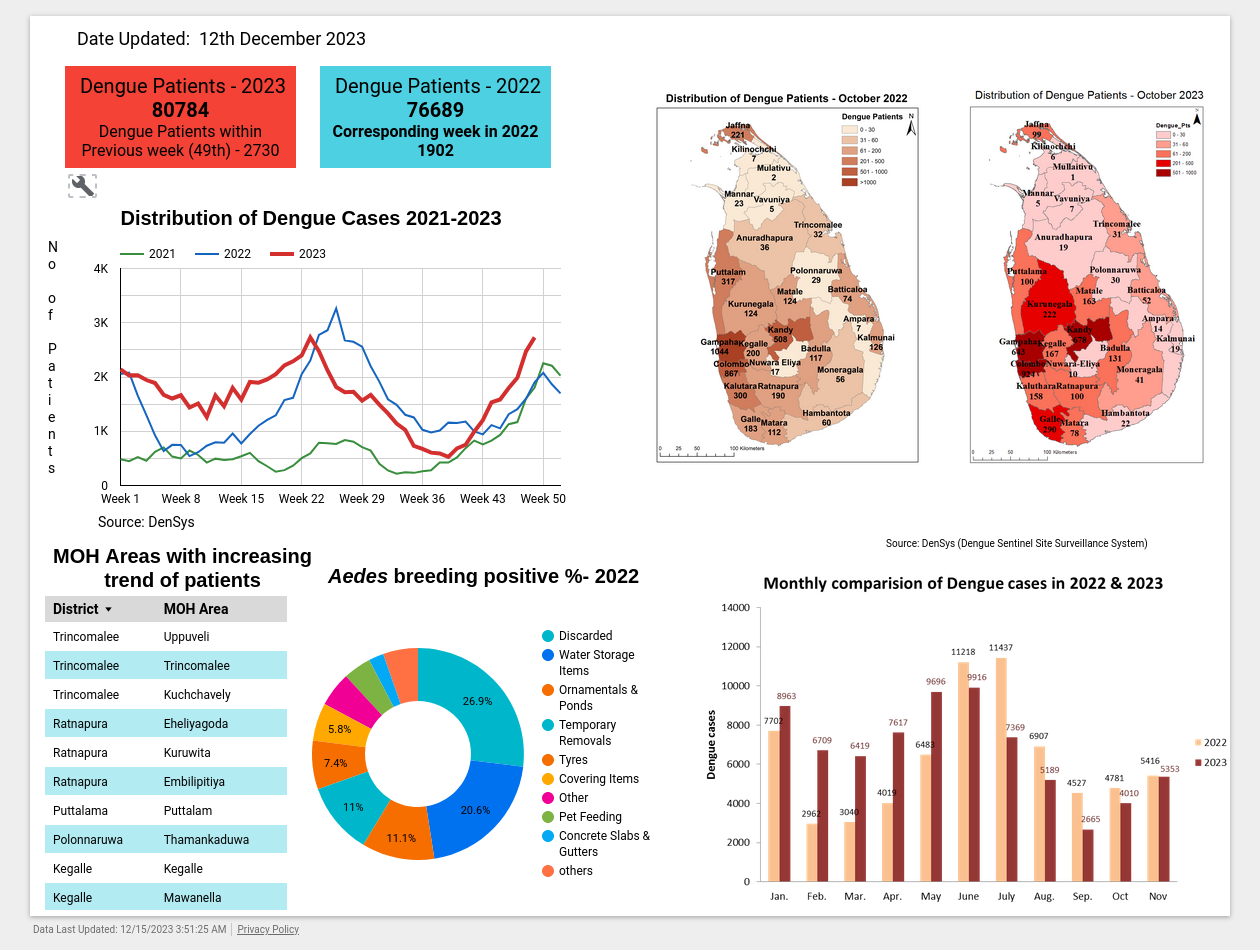 Date Updated: 12th December 2023
Dengue Patients - 2023
80784
Dengue Patients within
Previous week (49th) - 2730
Dengue Patients - 2022
76689
Corresponding week in 2022
1902
Distribution of Dengue Cases 2021-2023
No of Patients
2021
2022
2023
4K
3K
2K
1K
0
Week 1
Week 8
Week 15
Week 22
Week 29
Week 36
Week 43
Week 50
Source: DenSys
Distribution of Dengue Patients - October 2022
Dengue Patients
0 - 30
31 - 60
61 - 200
201 - 500
501 - 1000
>1000
N
Jaffna
221
Kilinochchi
7
Mulativu
2
Mannar
23
Vavuniya
5
Trincomalee
32
Anuradhapura
36
Puttalam
317
Polonnaruwa
29
Matale
124
Batticaloa
74
Kurunegala
124
Ampara
7
Kandy
508
Kalmunai
126
Gampaha
1044
Kegalle
200
Badulla
117
Colombo
867
Nuwara Eliya
17
Moneragala
56
Kalutara
300
Ratnapura
190
Hambantota
60
Galle
183
Matara
112
0 25 50 100 Kilometers
Distribution of Dengue Patients - October 2023
Dengue_Pts
0 - 30
31 - 60
61 - 200
201 - 500
501 - 1000
N
Jaffna
99
Kilinochchi
6
Mullaitivu
1
Mannar
5
Vavuniya
7
Trincomalee
31
Anuradhapura
19
Puttalama
100
Polonnaruwa
30
Matale
163
Batticaloa
52
Kurunegala
222
Ampara
14
Kandy
Kalmunai
19
Gampaha
Kegalle
167
Badulla
131
Colombo
Nuwara-Eliya
10
Moneragala
41
Kaluthara
158
Ratnapura
100
Hambantota
22
Galle
Matara
78
0 25 50 100 Kilometers
Source: DenSys (Dengue Sentinel Site Surveillance System)
MOH Areas with increasing
trend of patients
District MOH Area
Trincomalee Uppuveli
Trincomalee Trincomalee
Trincomalee Kuchchavely
Ratnapura Eheliyagoda
Ratnapura Kuruwita
Ratnapura Embilipitiya
Puttalama Puttalam
Polonnaruwa Thamankaduwa
Kegalle Kegalle
Kegalle Mawanella
Aedes breeding positive %- 2022
26.9%
20.6%
11.1%
11%
7.4%
5.8%
Discarded
Water Storage
Items
Ornamentals &
Ponds
Temporary
Removals
Tyres
Covering Items
Other
Pet Feeding
Concrete Slabs &
Gutters
others
Monthly comparision of Dengue cases in 2022 & 2023
Dengue cases
14000
12000
10000
8000
6000
4000
2000
0
7702 8963
2962 6709
3040 6419
4019 7617
6483 9696
11218 9916
11437 7369
6907 5189
4527 2665
4781 4010
5416 5353
Jan. Feb. Mar. Apr. May June July Aug. Sep. Oct Nov
2022
2023
Data Last Updated: 12/15/2023 3:51:25 AM Privacy Policy